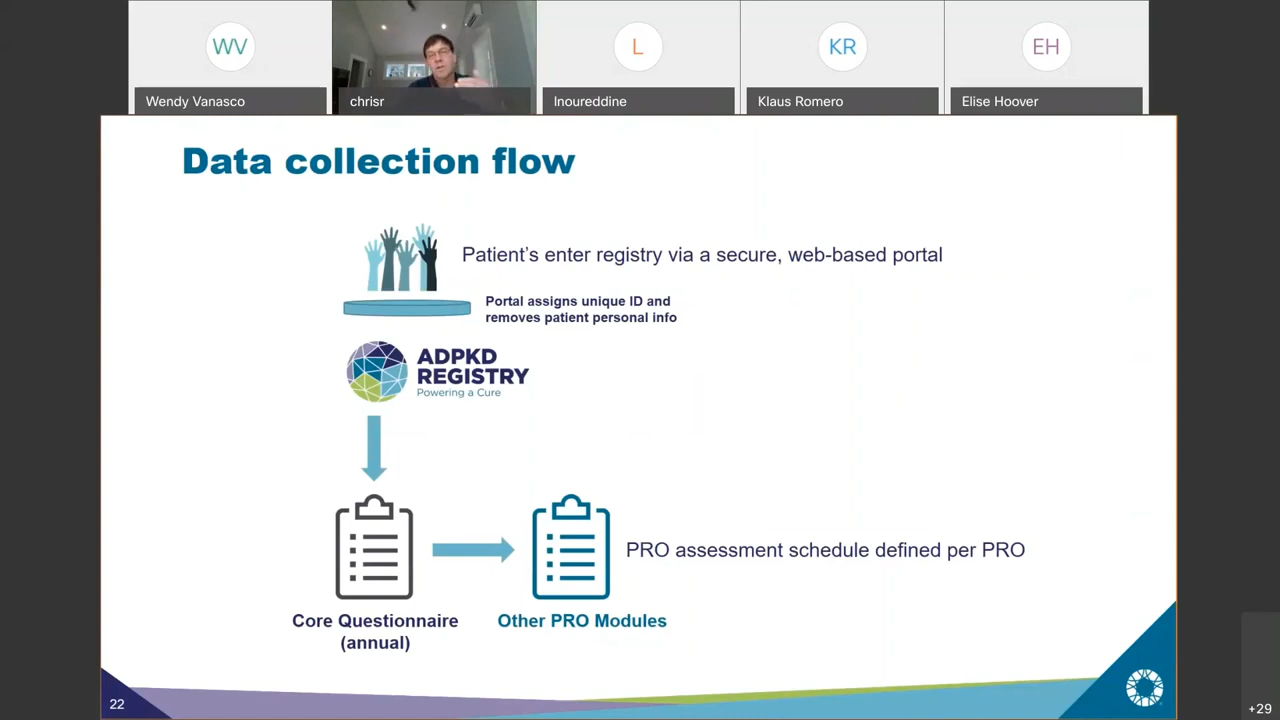 WV
L
KR
EH
Wendy Vanasco
chrisr
lnoureddine
Klaus Romero
Elise Hoover
Data collection flow
Patient's enter registry via a secure, web-based portal
Portal assigns unique ID and
removes patient personal info
ADPKD
REGISTRY
Powering a Cure
PRO assessment schedule defined per PRO
Core Questionnaire
(annual)
Other PRO Modules
22
+29